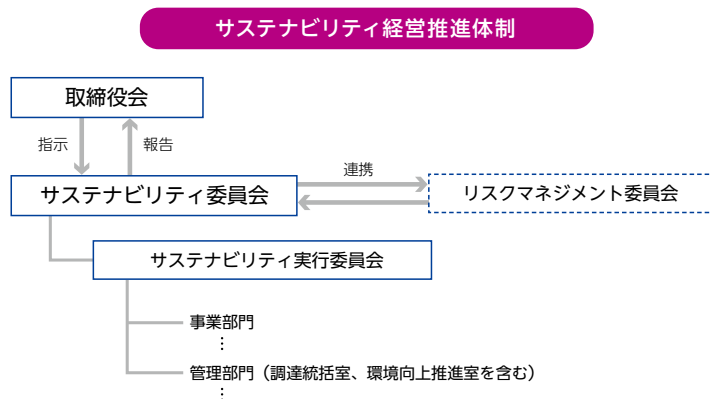 サステナビリティ経営推進体制
取締役会
指示
報告
サステナビリティ委員会
連携
リスクマネジメント委員会
サステナビリティ実行委員会
事業部門
⋮
管理部門（調達統括室、環境向上推進室を含む）
⋮